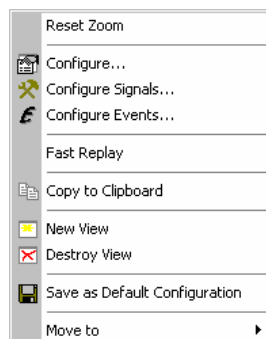 Reset Zoom
Configure...
Configure Signals...
Configure Events...
Fast Replay
Copy to Clipboard
New View
Destroy View
Save as Default Configuration
Move to